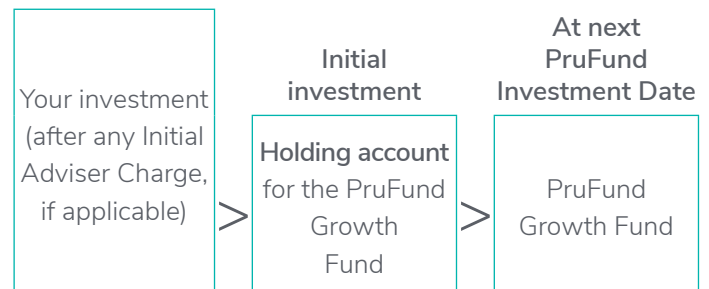 Your investment
(after any Initial
Adviser Charge,
if applicable)
>
Initial
investment
Holding account
for the PruFund
Growth
Fund
>
At next
PruFund
Investment Date
PruFund
Growth Fund